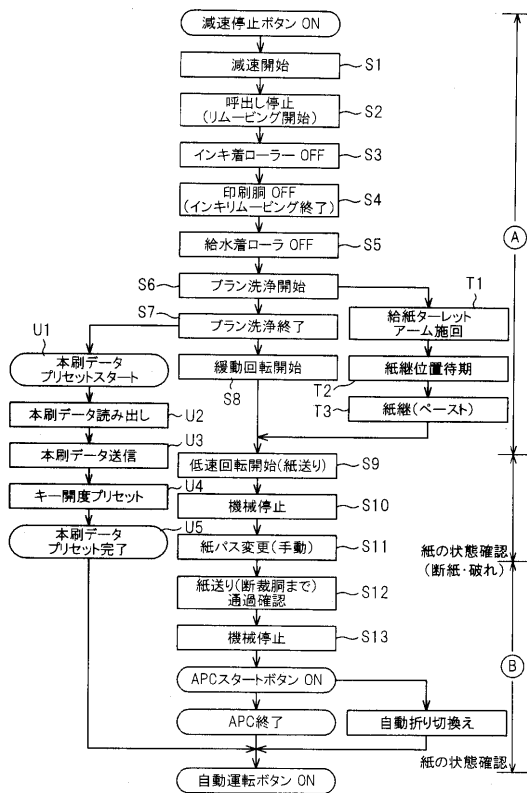 減速停止ボタン ON
減速開始
S1
呼出し停止
(リムービング開始)
S2
インキ着ローラー OFF
S3
印刷胴 OFF
(インキリムービング終了)
S4
給水着ローラ OFF
S5
S6
ブラン洗浄開始
S7
ブラン洗浄終了
緩動回転開始
S8
T1
給紙ターレット
アーム旋回
紙継位置待期
T2
T3
紙継(ペースト)
A
U1
本刷データ
プリセットスタート
本刷データ読み出し
U2
本刷データ送信
U3
キー開度プリセット
U4
本刷データ
プリセット完了
U5
低速回転開始(紙送り)
S9
機械停止
S10
紙パス変更(手動)
S11
紙の状態確認
(断紙・破れ)
紙送り(断裁胴まで)
通過確認
S12
機械停止
S13
B
APCスタートボタン ON
APC終了
自動折り切換え
紙の状態確認
自動運転ボタン ON